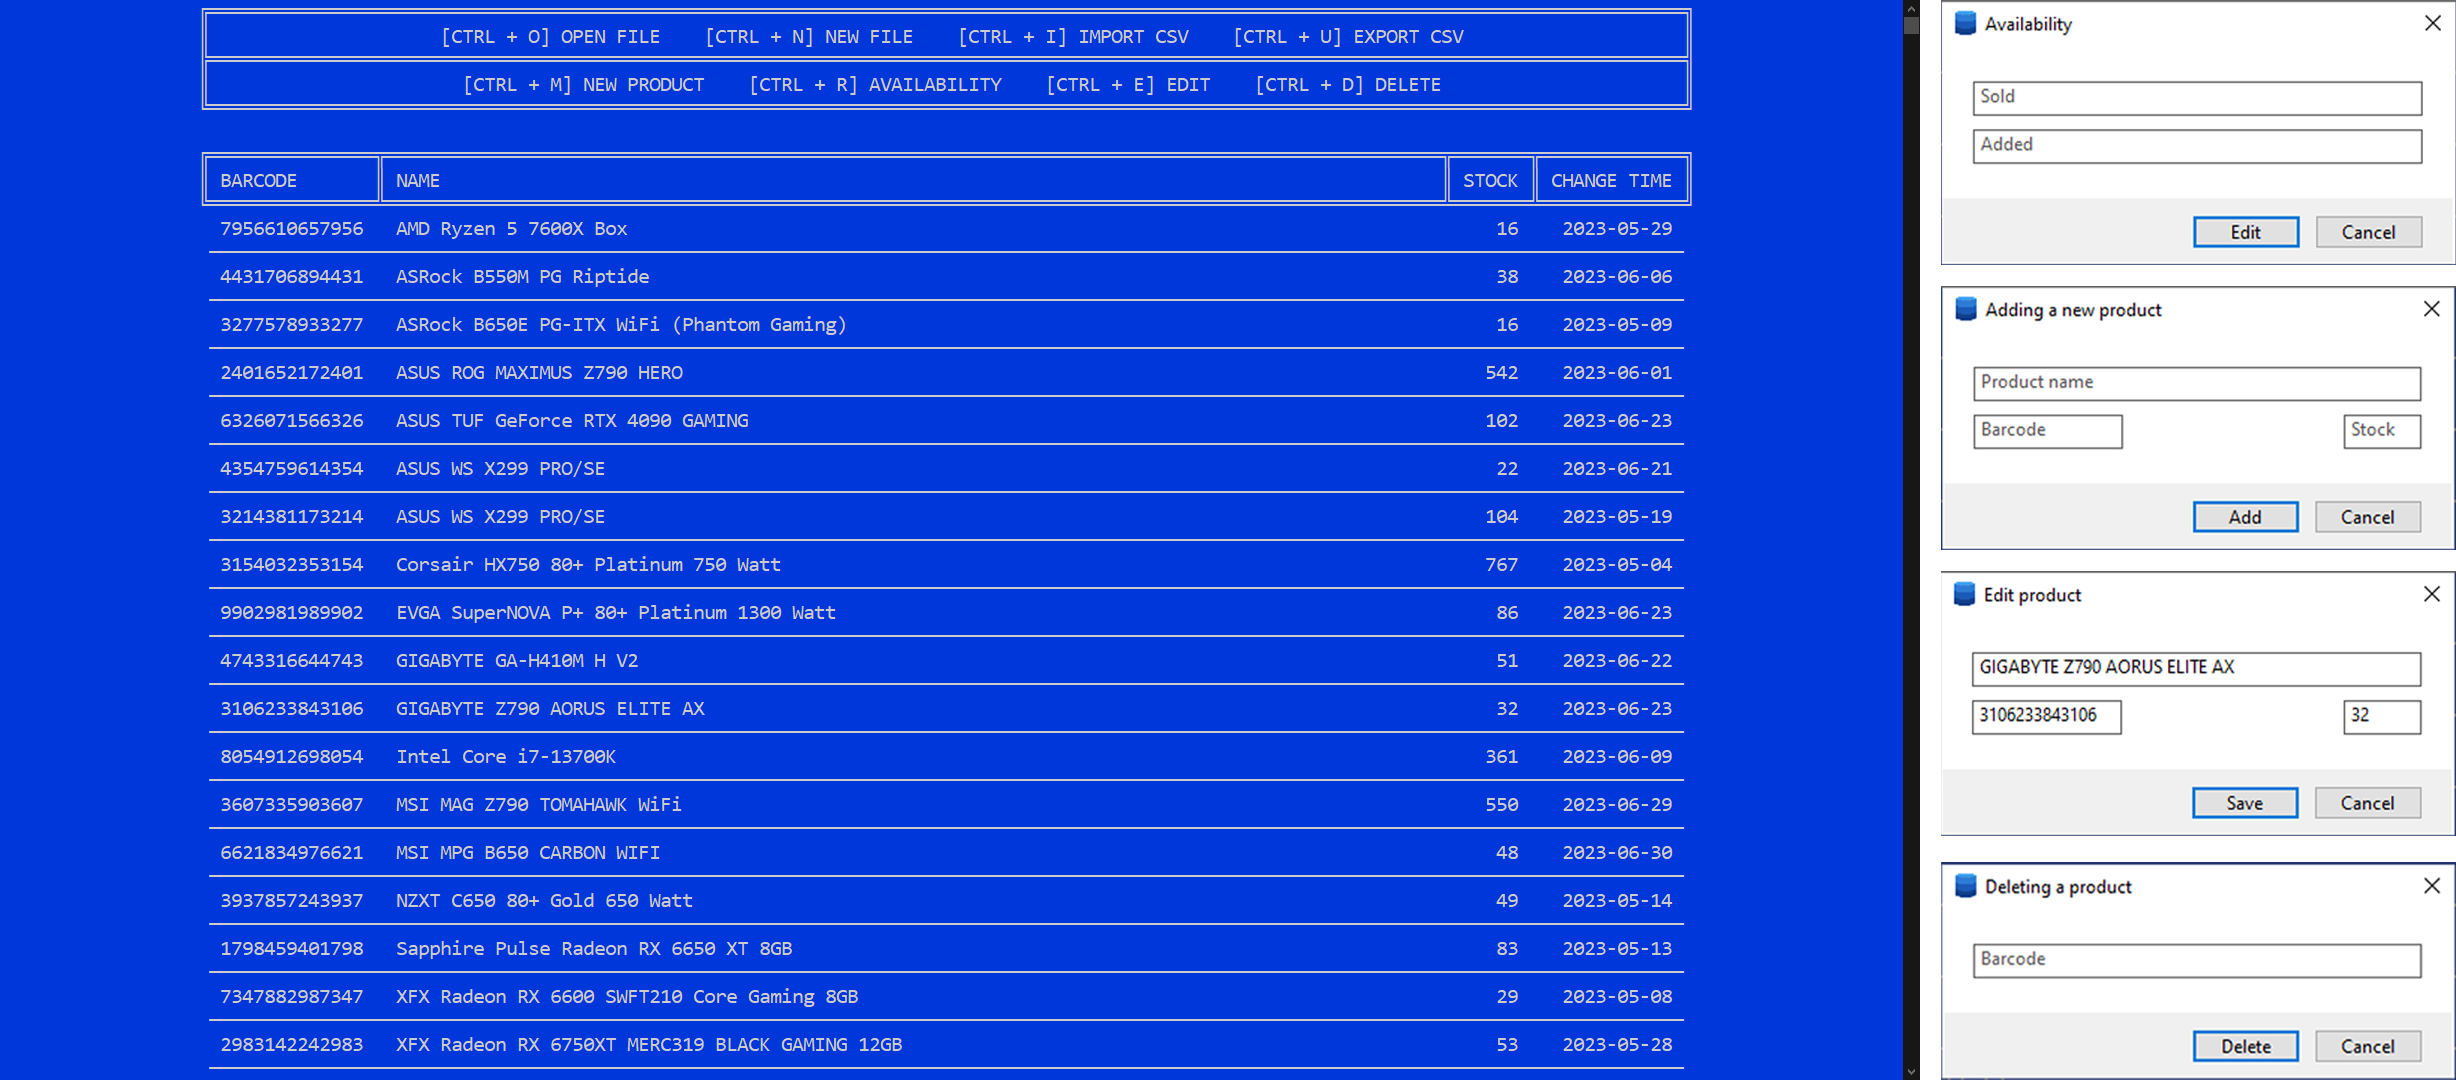 [CTRL + O] OPEN FILE [CTRL + N] NEW FILE [CTRL + I] IMPORT CSV [CTRL + U] EXPORT CSV
[CTRL + M] NEW PRODUCT [CTRL + R] AVAILABILITY [CTRL + E] EDIT [CTRL + D] DELETE
BARCODE NAME STOCK CHANGE TIME
7956610657956 AMD Ryzen 5 7600X Box 16 2023-05-29
4431706894431 ASRock B550M PG Riptide 38 2023-06-06
3277578933277 ASRock B650E PG-ITX WiFi (Phantom Gaming) 16 2023-05-09
2401652172401 ASUS ROG MAXIMUS Z790 HERO 542 2023-06-01
6326071566326 ASUS TUF GeForce RTX 4090 GAMING 102 2023-06-23
4354759614354 ASUS WS X299 PRO/SE 22 2023-06-21
3214381173214 ASUS WS X299 PRO/SE 104 2023-05-19
3154032353154 Corsair HX750 80+ Platinum 750 Watt 767 2023-05-04
9902981989902 EVGA SuperNOVA P+ 80+ Platinum 1300 Watt 86 2023-06-23
4743316644743 GIGABYTE GA-H410M H V2 51 2023-06-22
3106233843106 GIGABYTE Z790 AORUS ELITE AX 32 2023-06-23
8054912698054 Intel Core i7-13700K 361 2023-06-09
3607335903607 MSI MAG Z790 TOMAHAWK WiFi 550 2023-06-29
6621834976621 MSI MPG B650 CARBON WIFI 48 2023-06-30
3937857243937 NZXT C650 80+ Gold 650 Watt 49 2023-05-14
1798459401798 Sapphire Pulse Radeon RX 6650 XT 8GB 83 2023-05-13
7347882987347 XFX Radeon RX 6600 SWFT210 Core Gaming 8GB 29 2023-05-08
2983142242983 XFX Radeon RX 6750XT MERC319 BLACK GAMING 12GB 53 2023-05-28
Availability
Sold
Added
Edit Cancel
Adding a new product
Product name
Barcode Stock
Add Cancel
Edit product
GIGABYTE Z790 AORUS ELITE AX
3106233843106 32
Save Cancel
Deleting a product
Barcode
Delete Cancel